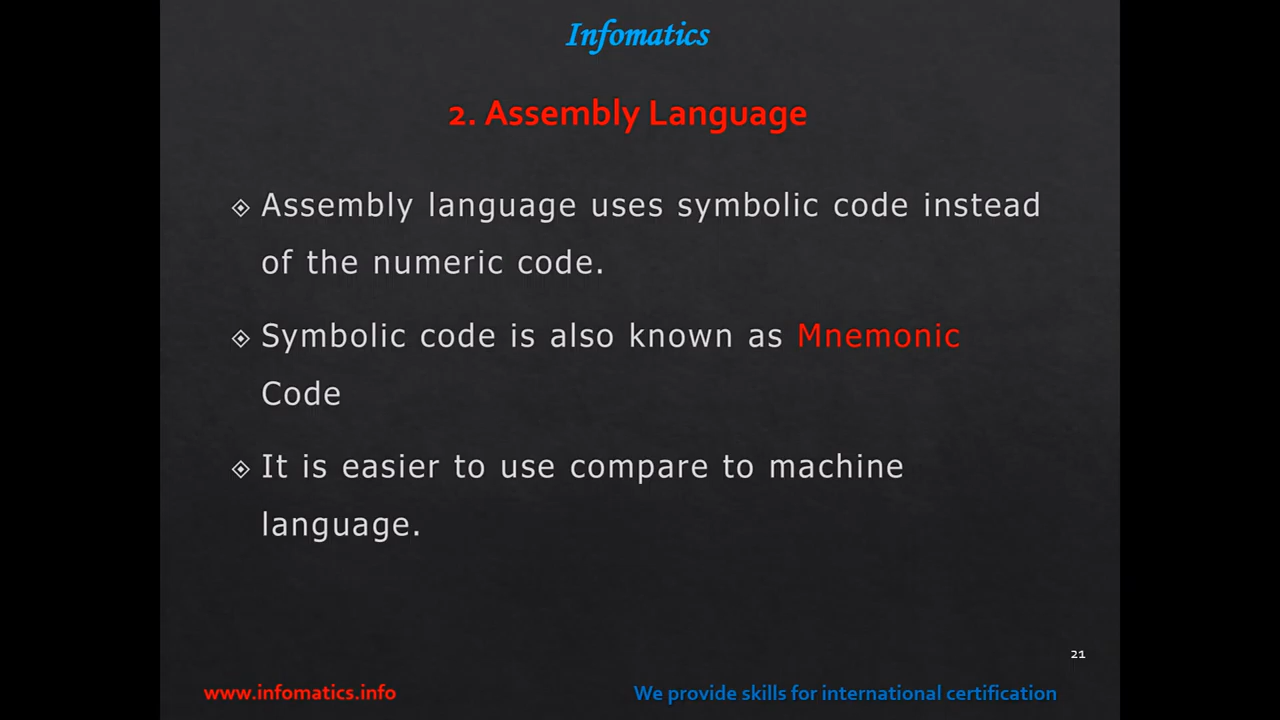 Infomatics
2. Assembly Language
Assembly language uses symbolic code instead
of the numeric code.
Symbolic code is also known as Mnemonic
Code
It is easier to use compare to machine
language.
21
www.infomatics.info
We provide skills for international certification